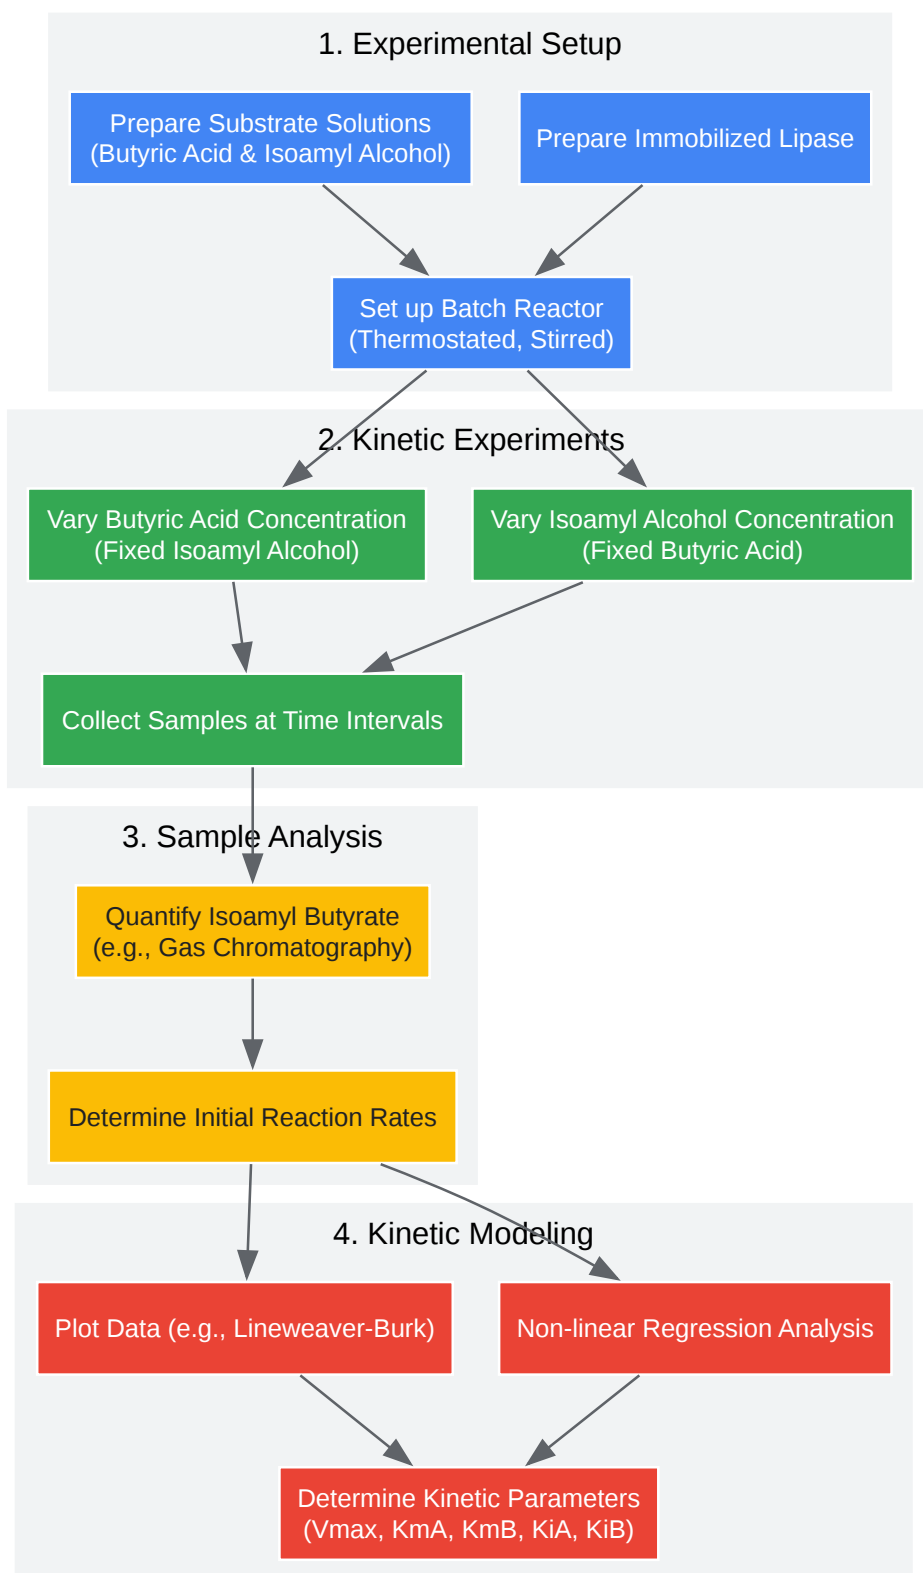 1. Experimental Setup
Prepare Substrate Solutions
(Butyric Acid & Isoamyl Alcohol)
Prepare Immobilized Lipase
Set up Batch Reactor
(Thermostated, Stirred)
2. Kinetic Experiments
Vary Butyric Acid Concentration
(Fixed Isoamyl Alcohol)
Vary Isoamyl Alcohol Concentration
(Fixed Butyric Acid)
Collect Samples at Time Intervals
3. Sample Analysis
Quantify Isoamyl Butyrate
(e.g., Gas Chromatography)
Determine Initial Reaction Rates
4. Kinetic Modeling
Plot Data (e.g., Lineweaver-Burk)
Non-linear Regression Analysis
Determine Kinetic Parameters
(Vmax, KmA, KmB, KiA, KiB)